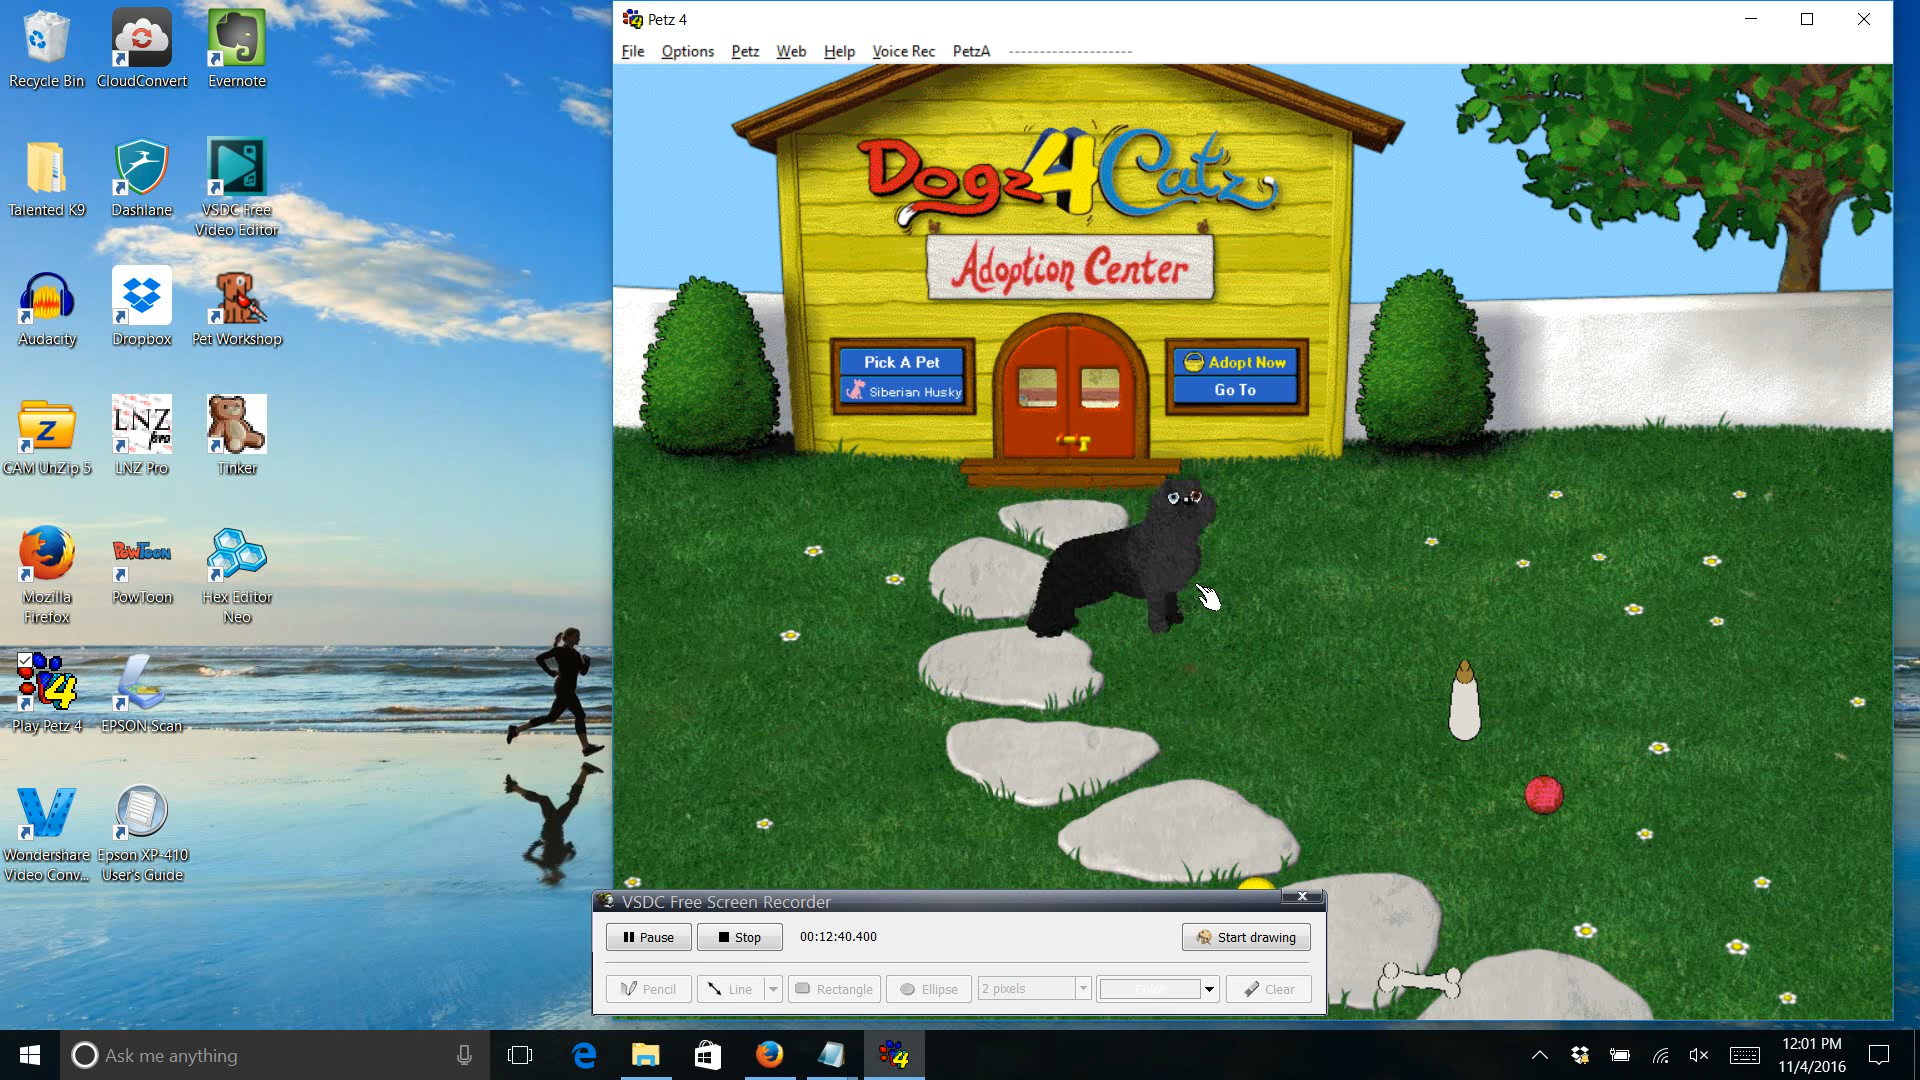 Recycle Bin
CloudConvert
Evernote
Talented K9
Dashlane
VSDC Free
Video Editor
Audacity
Dropbox
Pet Workshop
CAM UnZip 5
LNZ
pro
LNZ Pro
Tinker
Mozilla
Firefox
POWTOON
PowToon
Hex Editor
Neo
Play Petz 4
EPSON Scan
Wondershare
Video Conv...
Epson XP-410
User's Guide
Petz 4
File Options Petz Web Help Voice Rec PetzA --------------------
Dogz 4 Catz
Adoption Center
Pick A Pet
Siberian Husky
Adopt Now
Go To
VSDC Free Screen Recorder
Pause Stop 00:12:40.400 Start drawing
Pencil Line Rectangle Ellipse 2 pixels Color Clear
Ask me anything
12:01 PM
11/4/2016